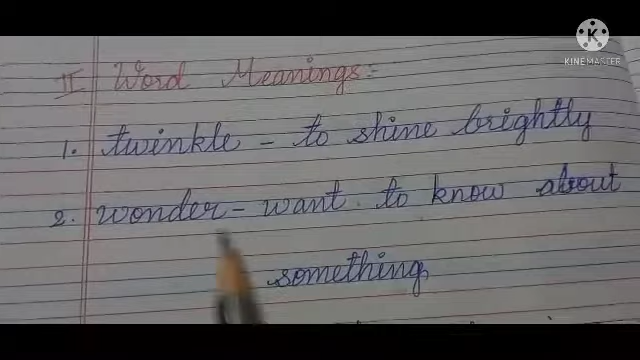 K
KINEMASTER
II Word Meanings:-
1. twinkle - to shine brightly
2. wonder - want to know about
something